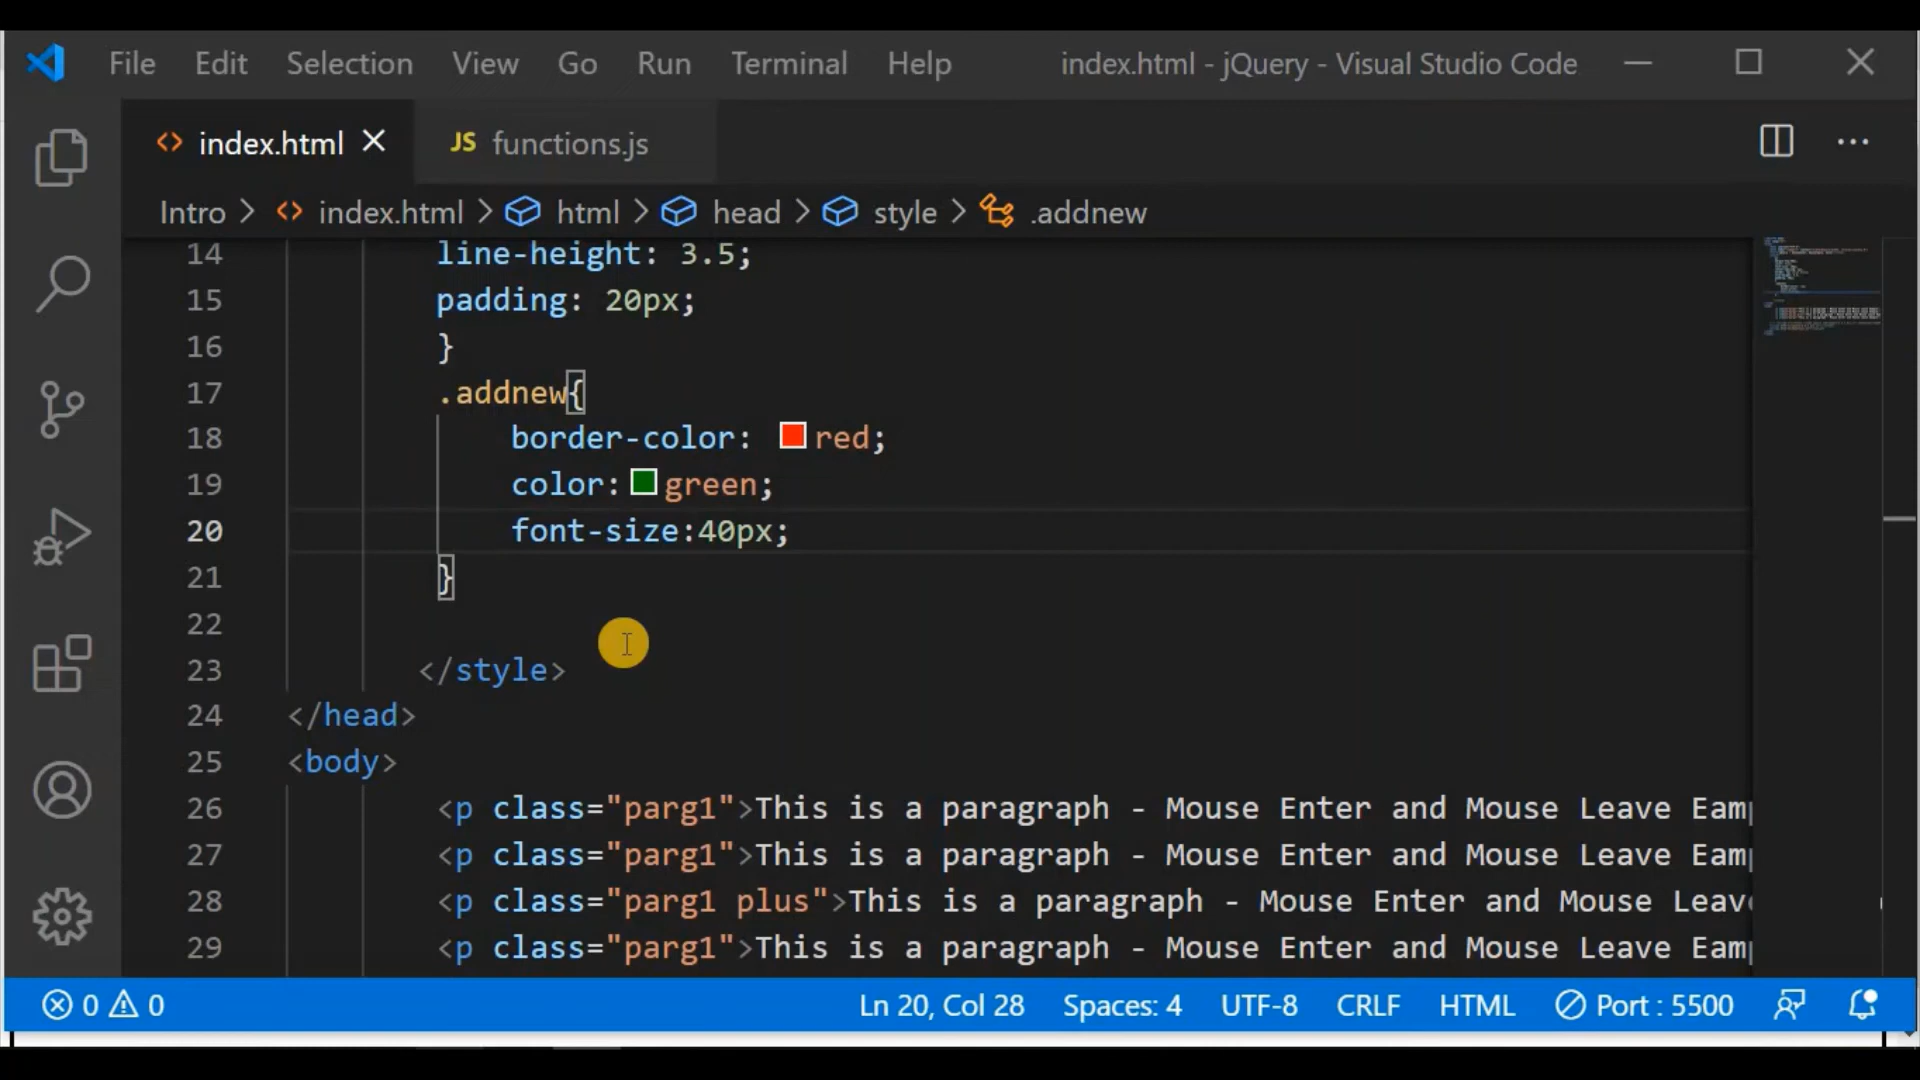 File Edit Selection View Go Run Terminal Help index.html - jQuery - Visual Studio Code
index.html JS functions.js
Intro > index.html > html > head > style > .addnew
14 line-height: 3.5;
15 padding: 20px;
16 }
17 .addnew{
18 border-color: red;
19 color: green;
20 font-size:40px;
21 }
22
23 </style>
24 </head>
25 <body>
26 <p class="parg1">This is a paragraph - Mouse Enter and Mouse Leave Eam
27 <p class="parg1">This is a paragraph - Mouse Enter and Mouse Leave Eam
28 <p class="parg1 plus">This is a paragraph - Mouse Enter and Mouse Leav
29 <p class="parg1">This is a paragraph - Mouse Enter and Mouse Leave Eam
0 0 Ln 20, Col 28 Spaces: 4 UTF-8 CRLF HTML Port : 5500